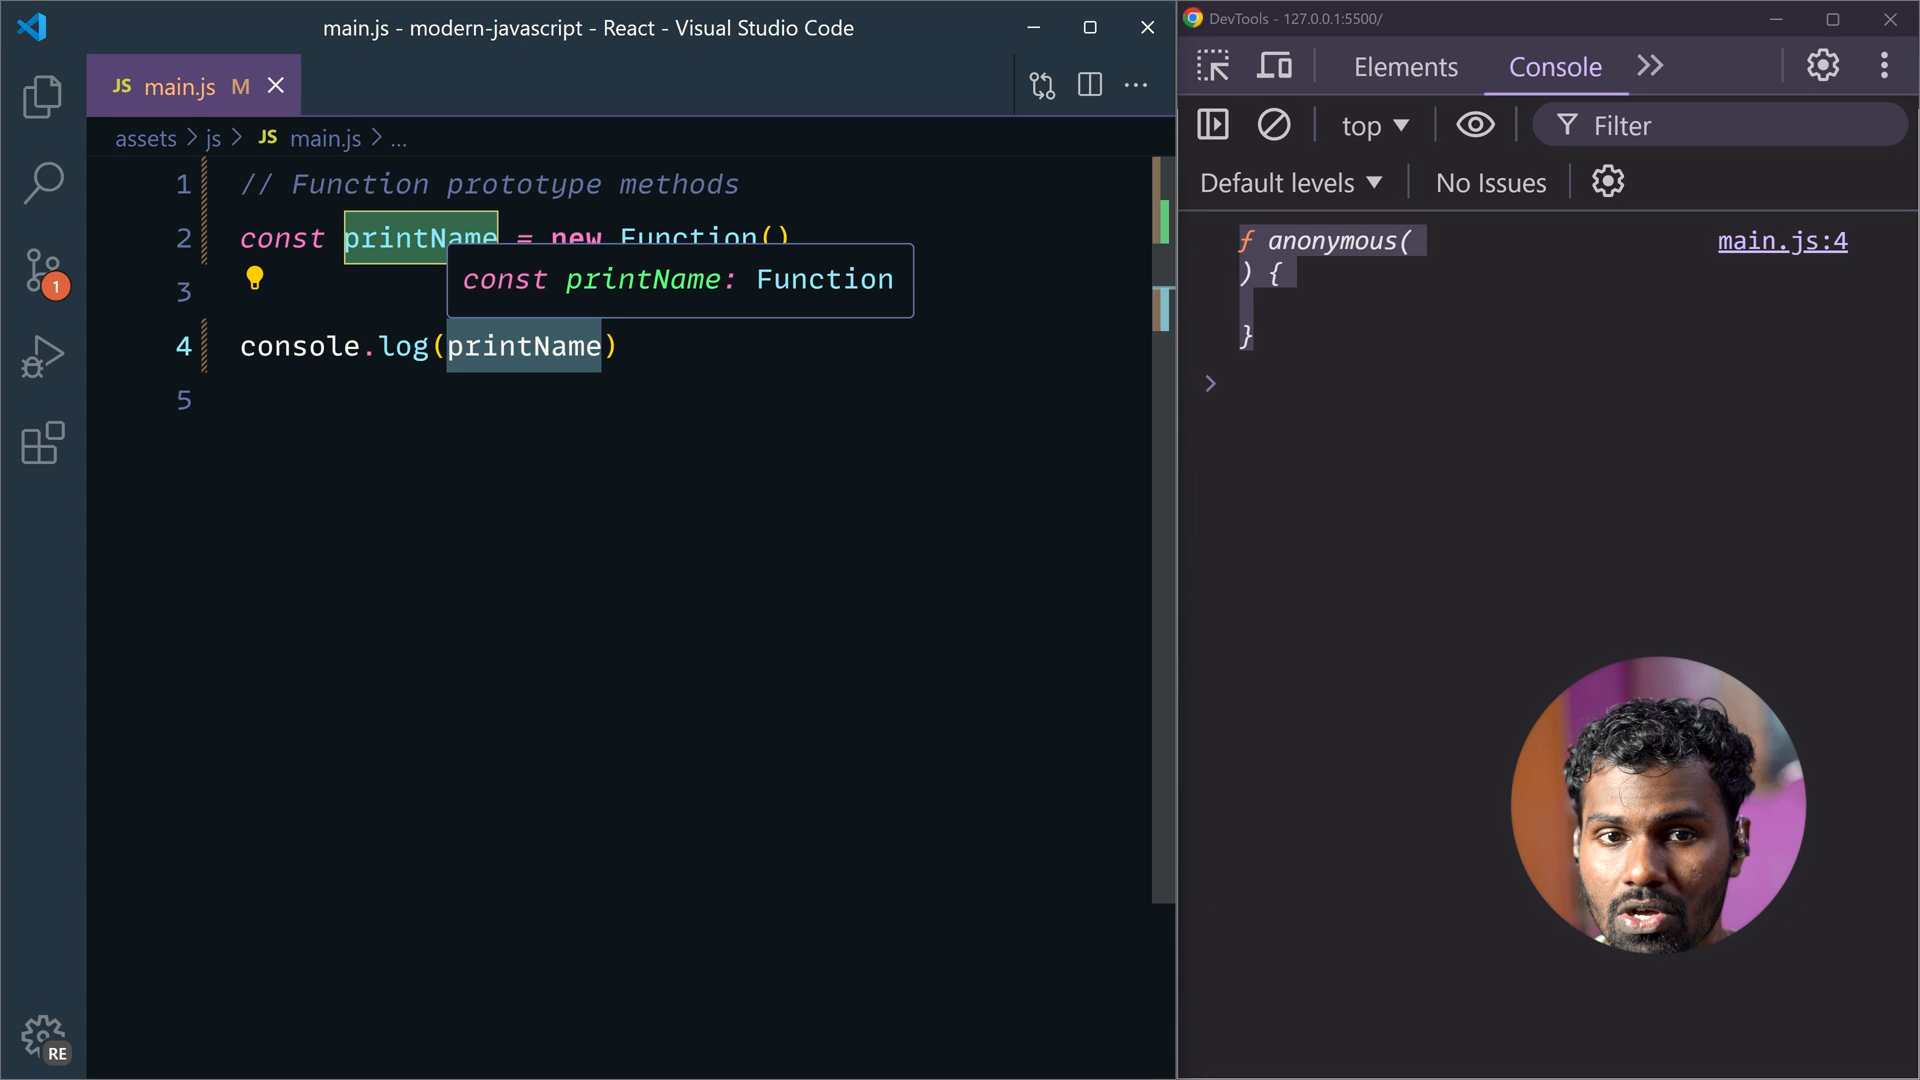 main.js - modern-javascript - React - Visual Studio Code
JS main.js M
assets > js > JS main.js > ...
1 // Function prototype methods
2 const printName = new Function()
const printName: Function
3
4 console.log(printName)
5
1
RE
DevTools - 127.0.0.1:5500/
Elements Console
top Filter
Default levels No Issues
f anonymous( main.js:4
) {
}